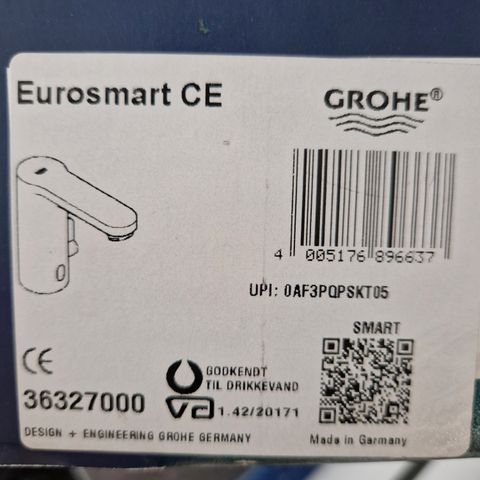 Eurosmart CE
GROHE®
4 005176 896637
UPI: 0AF3PQPSKT05
SMART
CE
GODKENDT
TIL DRIKKEVAND
36327000
VA 1.42/20171
DESIGN + ENGINEERING GROHE GERMANY
Made in Germany